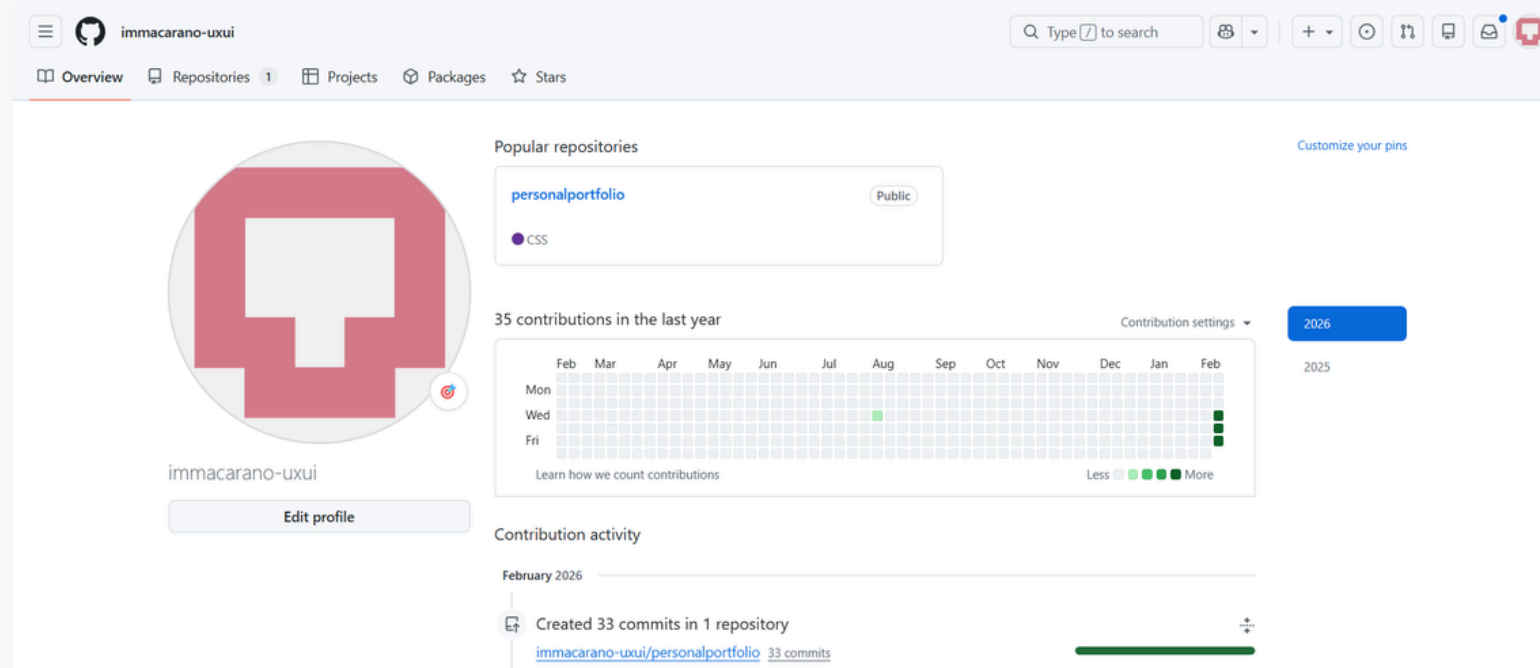 immacarano-uxui
Type / to search
Overview Repositories 1 Projects Packages Stars
Popular repositories
Customize your pins
personalportfolio
Public
CSS
35 contributions in the last year
Contribution settings
2026
2025
Feb Mar Apr May Jun Jul Aug Sep Oct Nov Dec Jan Feb
Mon
Wed
Fri
Learn how we count contributions
Less More
immacarano-uxui
Edit profile
Contribution activity
February 2026
Created 33 commits in 1 repository
immacarano-uxui/personalportfolio 33 commits